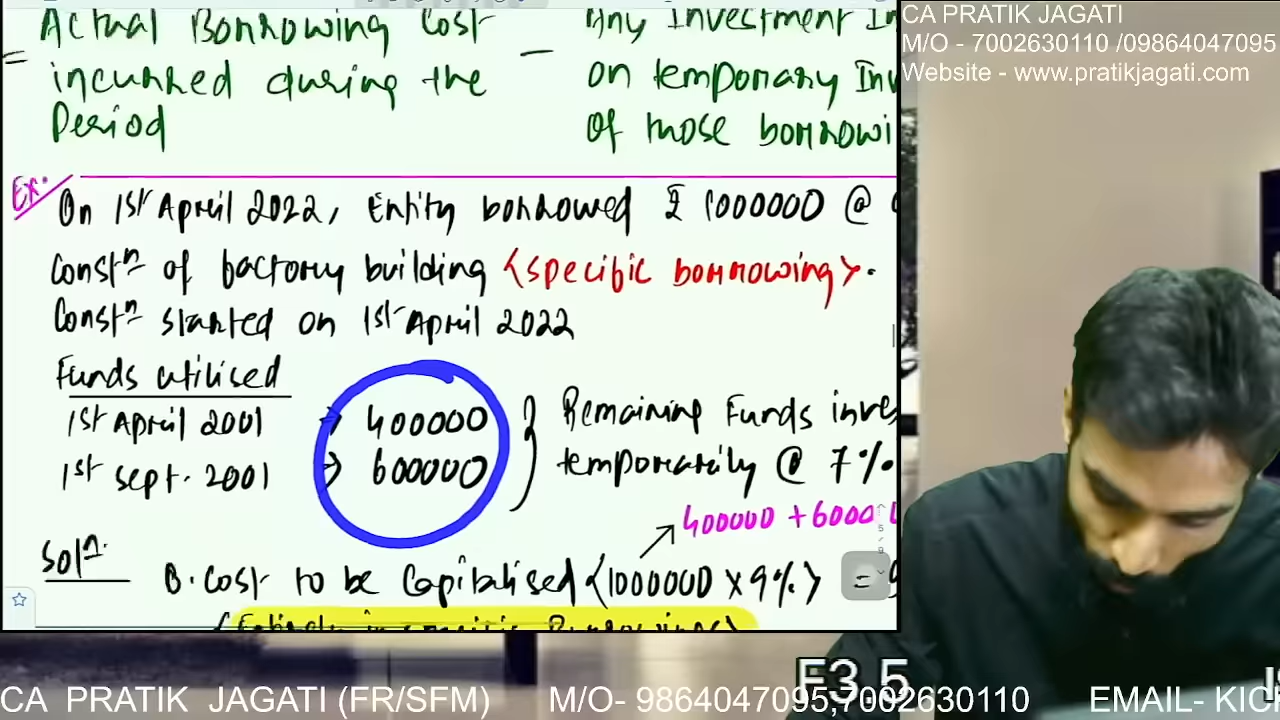 Actual Borrowing Cost
= incurred during the
Period
— Any Investment In
on temporary Inv
of those borrowi
Ex:
On 1st April 2022, Entity borrowed ₹ 1000000 @
Constn of factory building <specific borrowing>.
Constn started on 1st April 2022
Funds utilised
1st April 2001 → 400000
1st sept. 2001 → 600000
} Remaining Funds inves
temporarily @ 7%
400000 + 60000
Soln.
B. Cost to be Capitalised <1000000 x 9%> = 9
CA PRATIK JAGATI
M/O - 7002630110 /09864047095
Website - www.pratikjagati.com
F3.5
CA PRATIK JAGATI (FR/SFM) M/O- 9864047095,7002630110 EMAIL- KICK